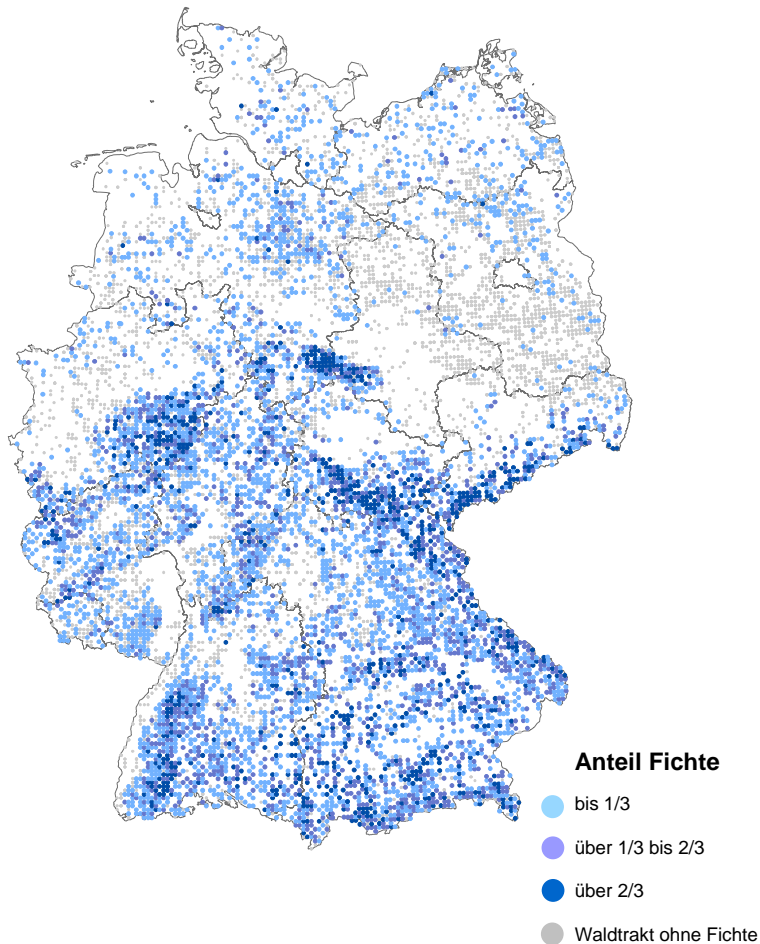 Anteil Fichte
bis 1/3
über 1/3 bis 2/3
über 2/3
Waldtrakt ohne Fichte